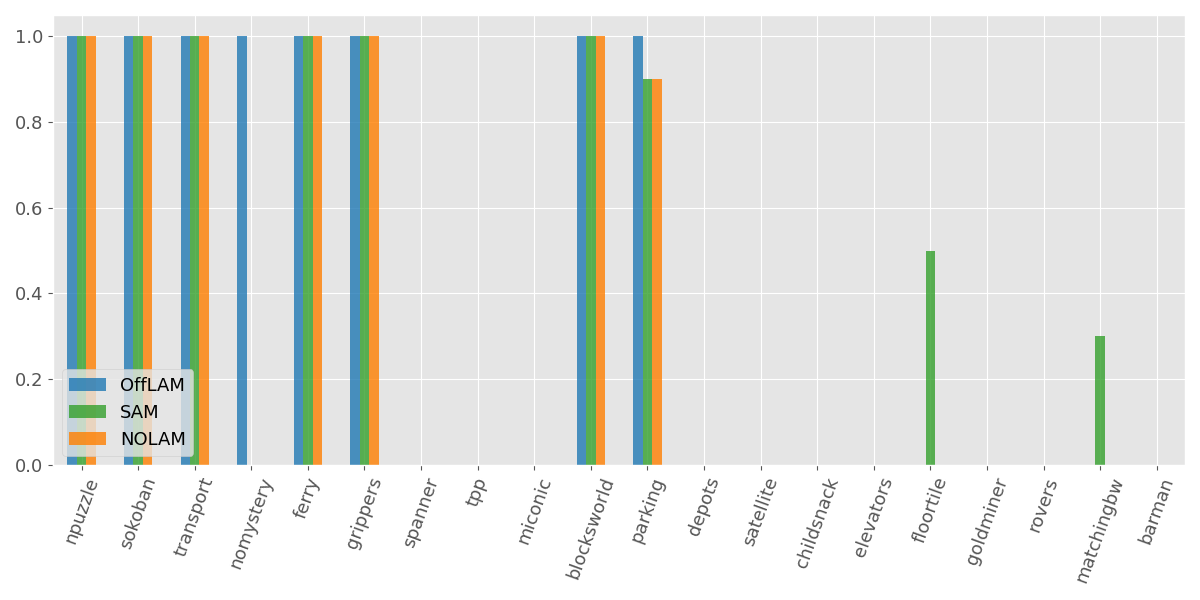 1.0
0.8
0.6
0.4
0.2
0.0
OffLAM
SAM
NOLAM
npuzzle
sokoban
transport
nomystery
ferry
grippers
spanner
tpp
miconic
blocksworld
parking
depots
satellite
childsnack
elevators
floortile
goldminer
rovers
matchingbw
barman